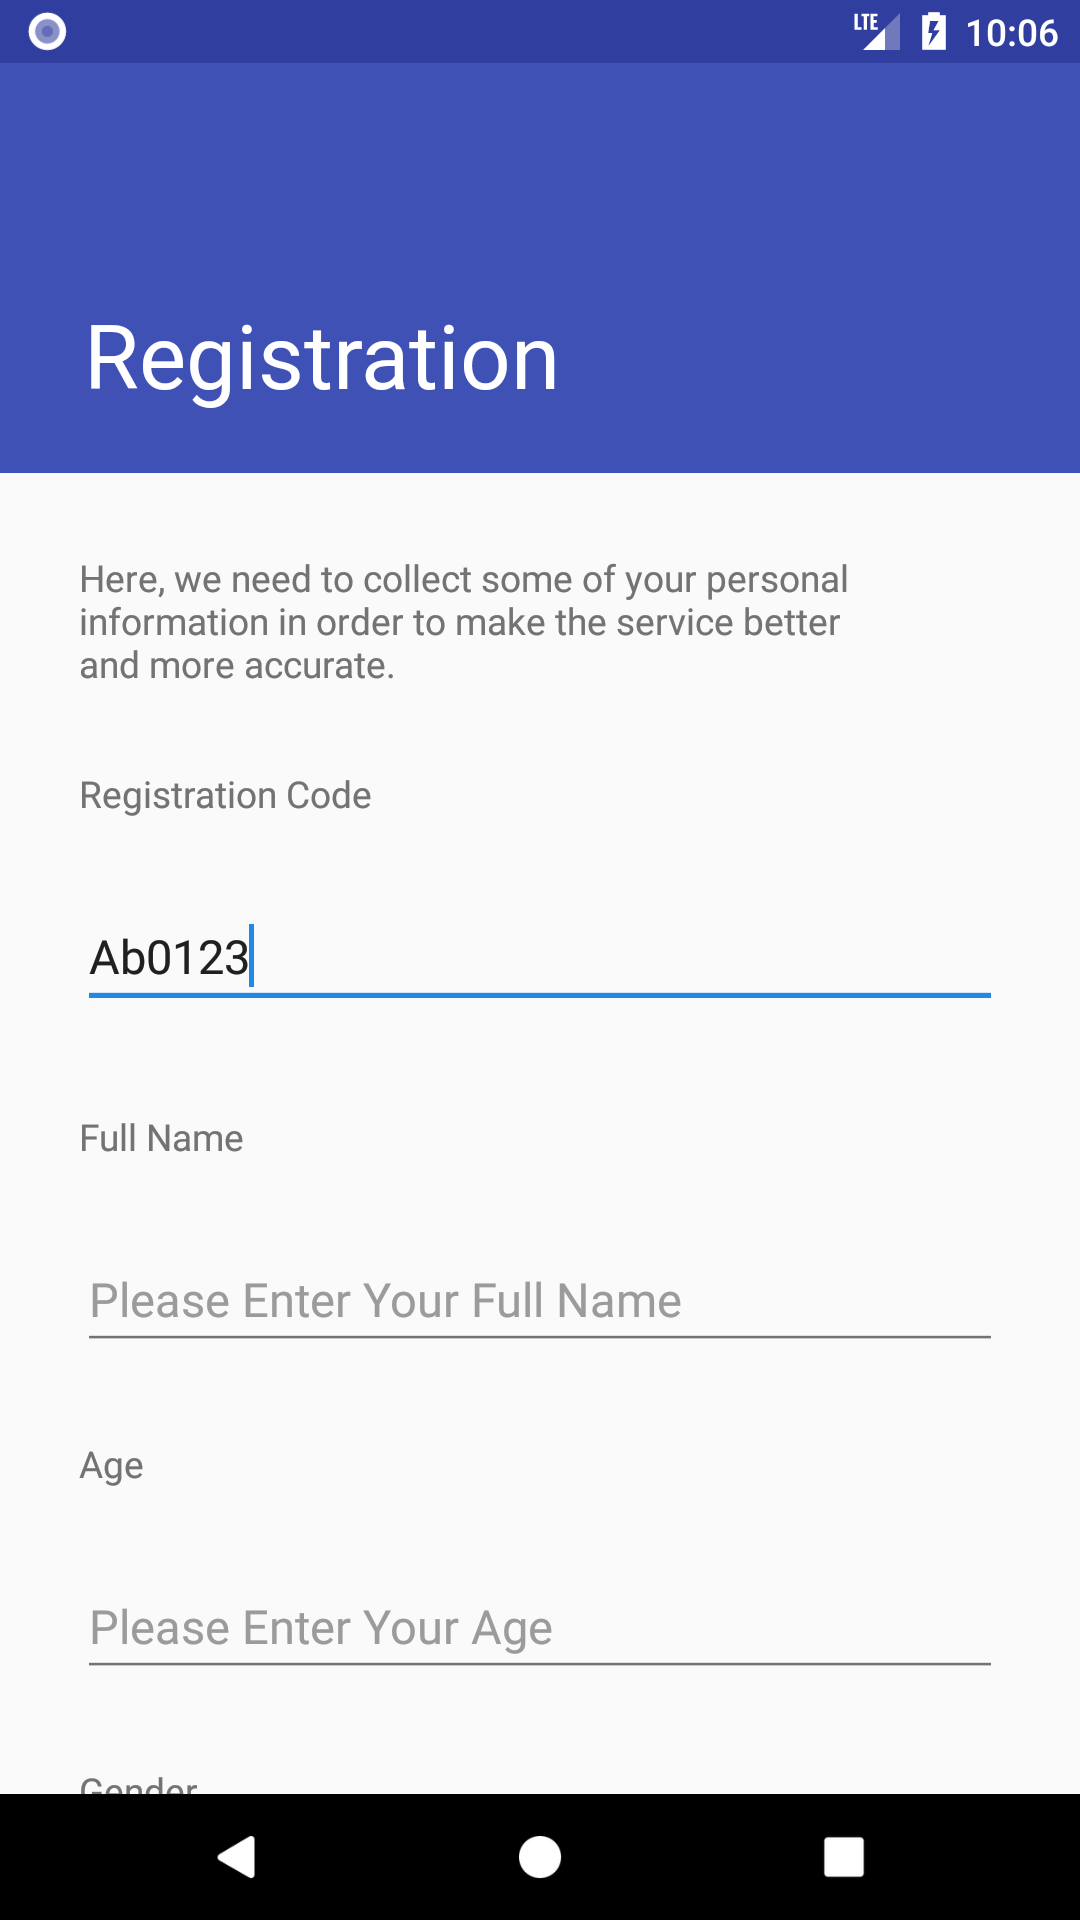 LTE 10:06
Registration
Here, we need to collect some of your personal
information in order to make the service better
and more accurate.
Registration Code
Ab0123
Full Name
Please Enter Your Full Name
Age
Please Enter Your Age
Gender